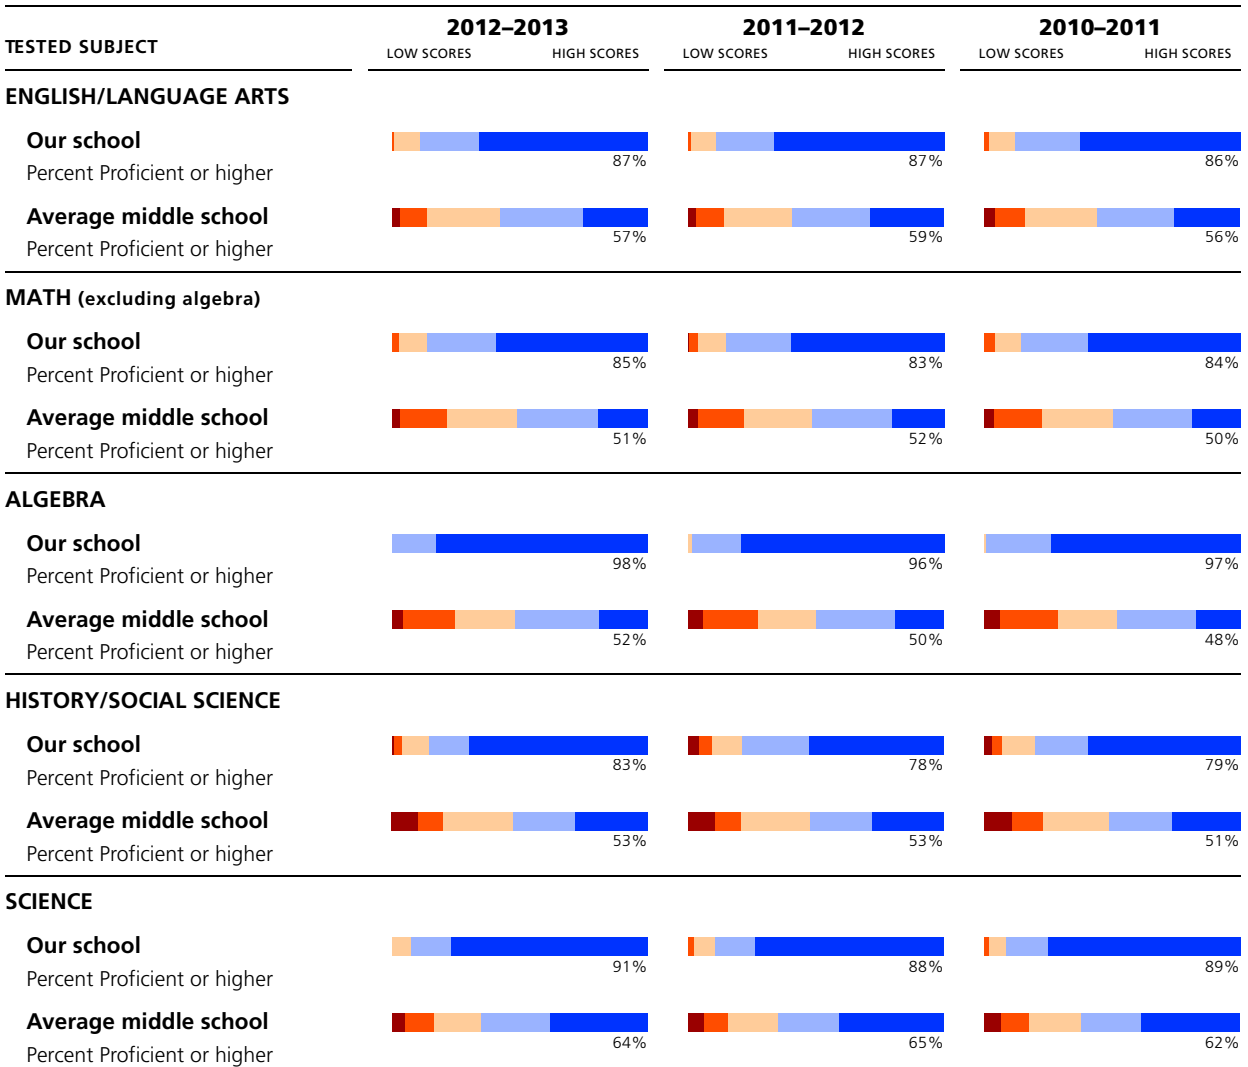 2012–2013 2011–2012 2010–2011
TESTED SUBJECT LOW SCORES HIGH SCORES LOW SCORES HIGH SCORES LOW SCORES HIGH SCORES
ENGLISH/LANGUAGE ARTS
Our school
87% 87% 86%
Percent Proficient or higher
Average middle school
57% 59% 56%
Percent Proficient or higher
MATH (excluding algebra)
Our school
85% 83% 84%
Percent Proficient or higher
Average middle school
51% 52% 50%
Percent Proficient or higher
ALGEBRA
Our school
98% 96% 97%
Percent Proficient or higher
Average middle school
52% 50% 48%
Percent Proficient or higher
HISTORY/SOCIAL SCIENCE
Our school
83% 78% 79%
Percent Proficient or higher
Average middle school
53% 53% 51%
Percent Proficient or higher
SCIENCE
Our school
91% 88% 89%
Percent Proficient or higher
Average middle school
64% 65% 62%
Percent Proficient or higher